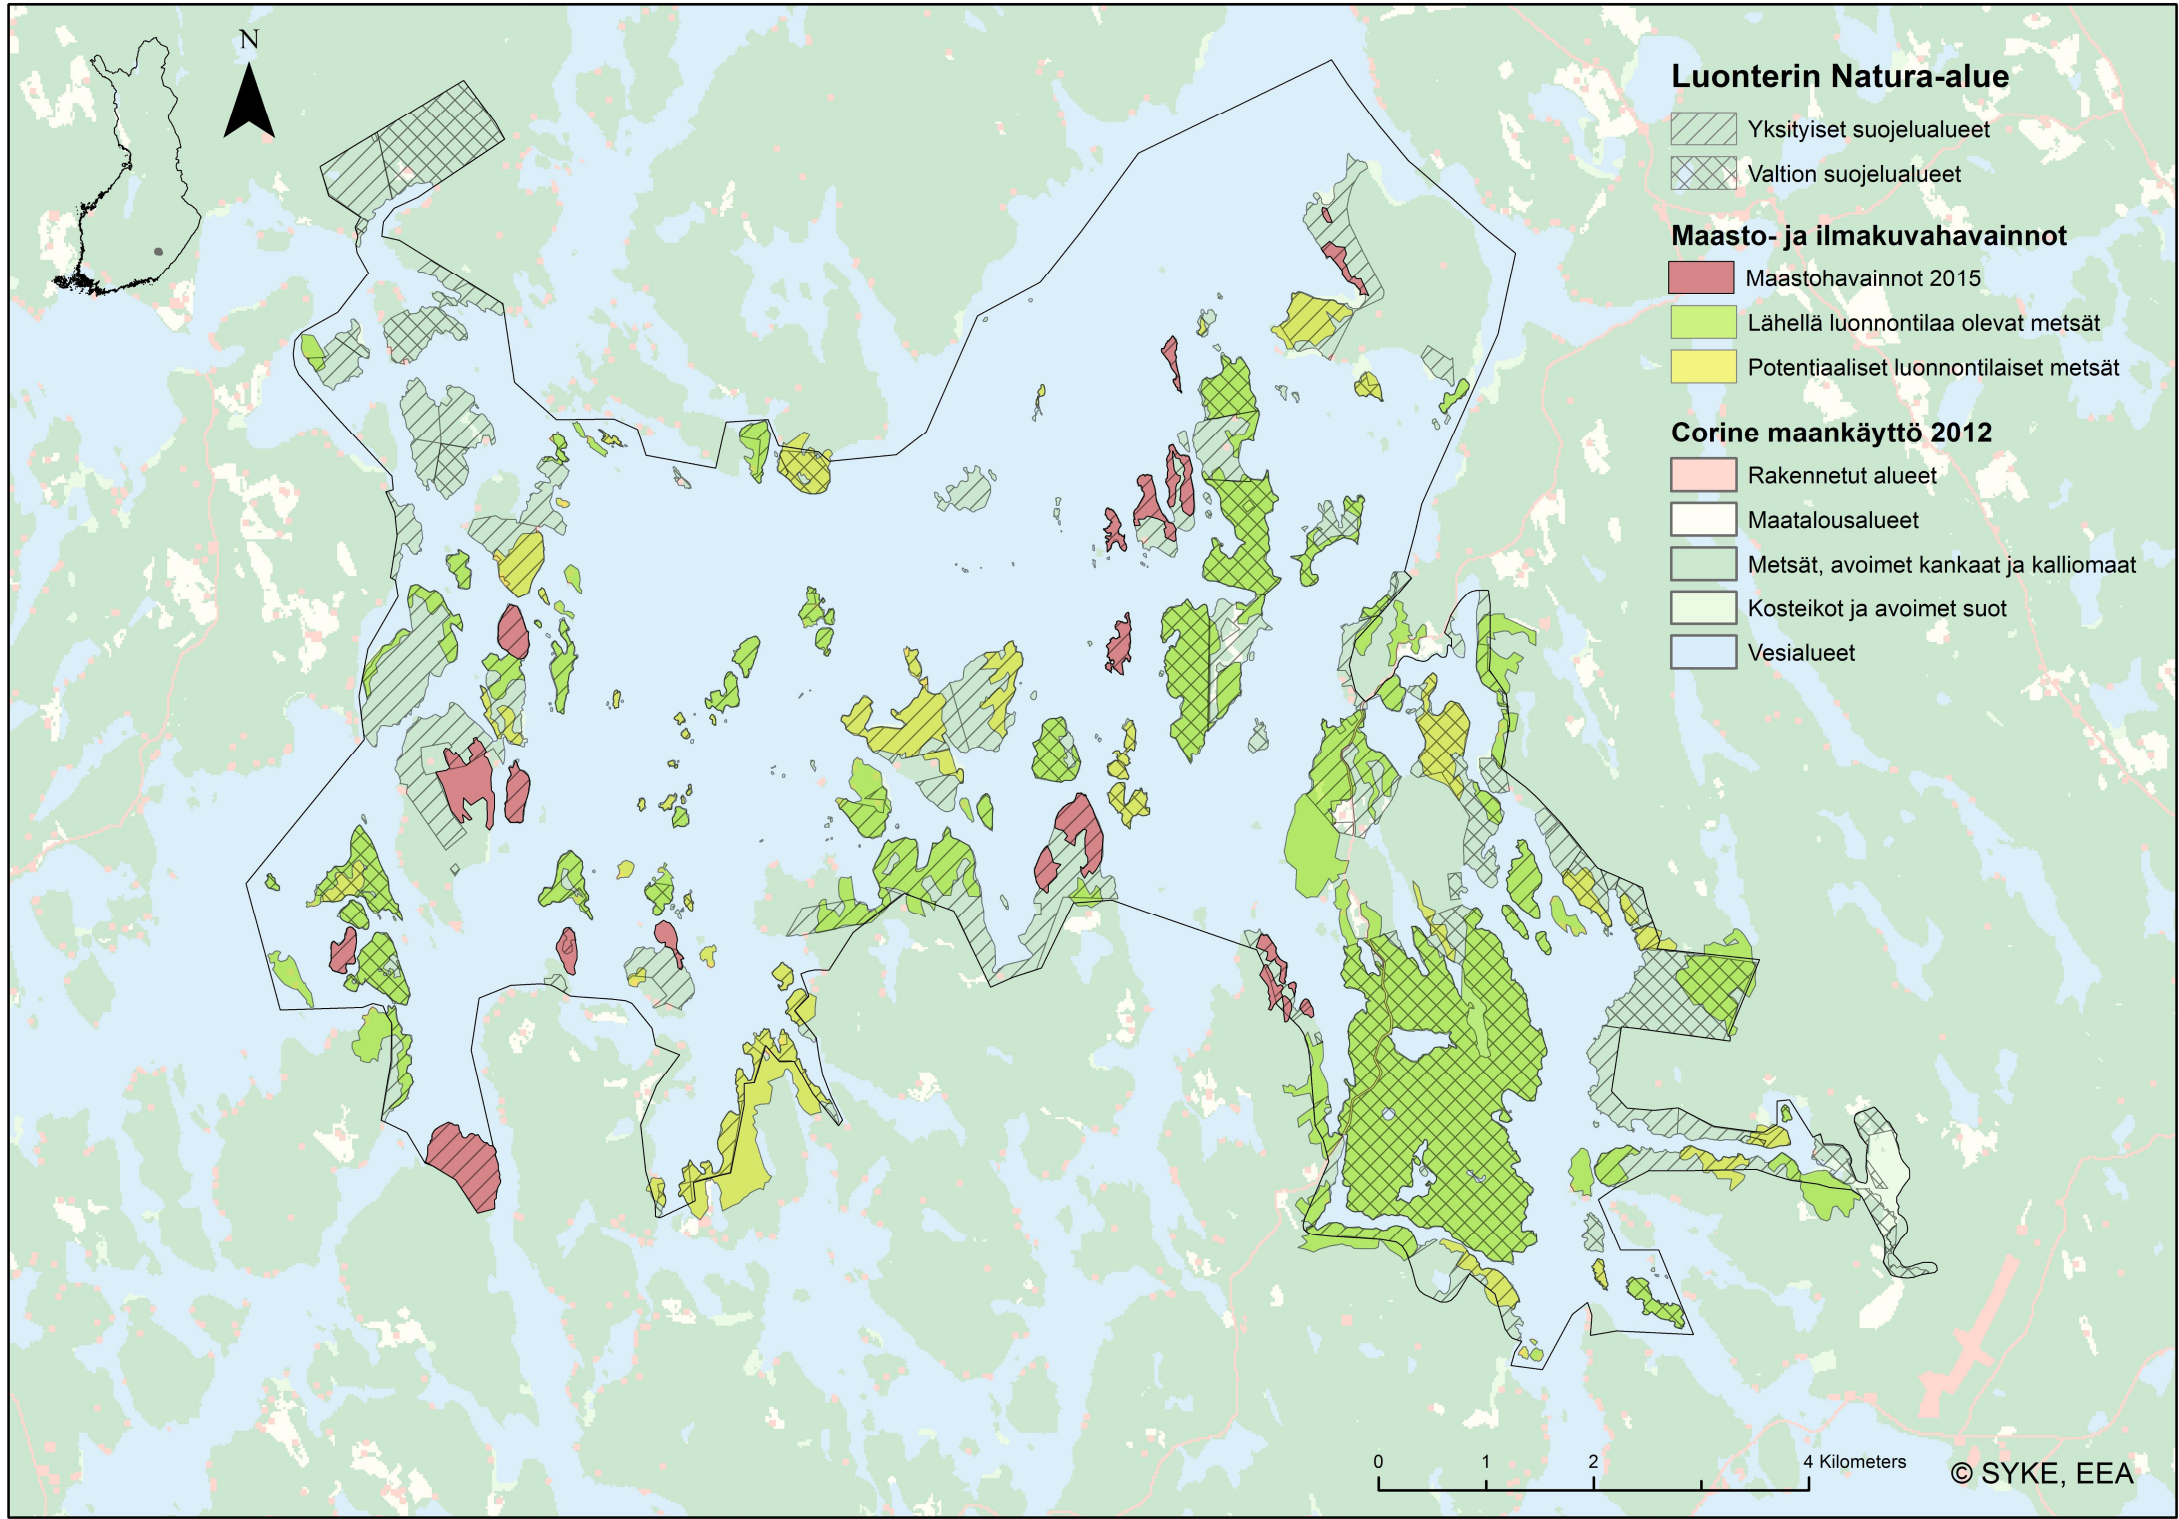 N
Luonterin Natura-alue
Yksityiset suojelualueet
Valtion suojelualueet
Maasto- ja ilmakuvahavainnot
Maastohavainnot 2015
Lähellä luonnontilaa olevat metsät
Potentiaaliset luonnontilaiset metsät
Corine maankäyttö 2012
Rakennetut alueet
Maatalousalueet
Metsät, avoimet kankaat ja kalliomaat
Kosteikot ja avoimet suot
Vesialueet
0 1 2 4 Kilometers
© SYKE, EEA